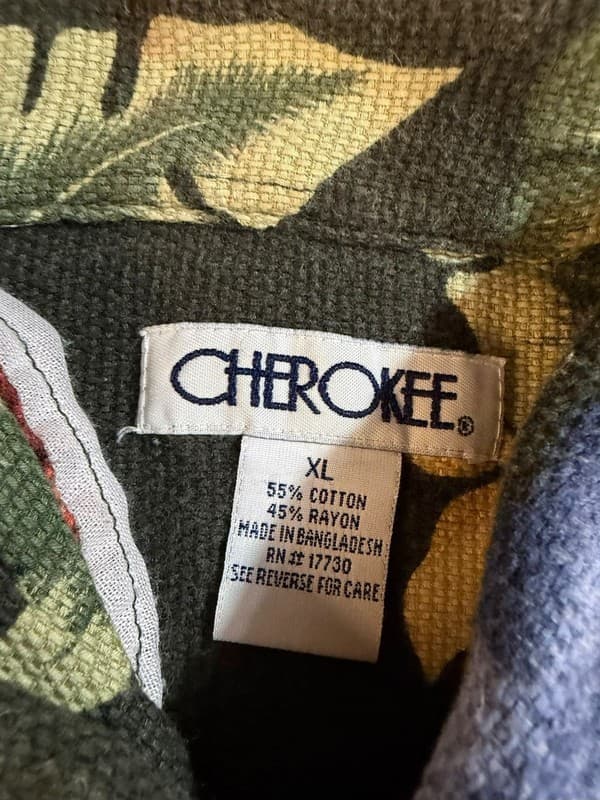 CHEROKEE®
XL
55% COTTON
45% RAYON
MADE IN BANGLADESH
RN # 17730
SEE REVERSE FOR CARE